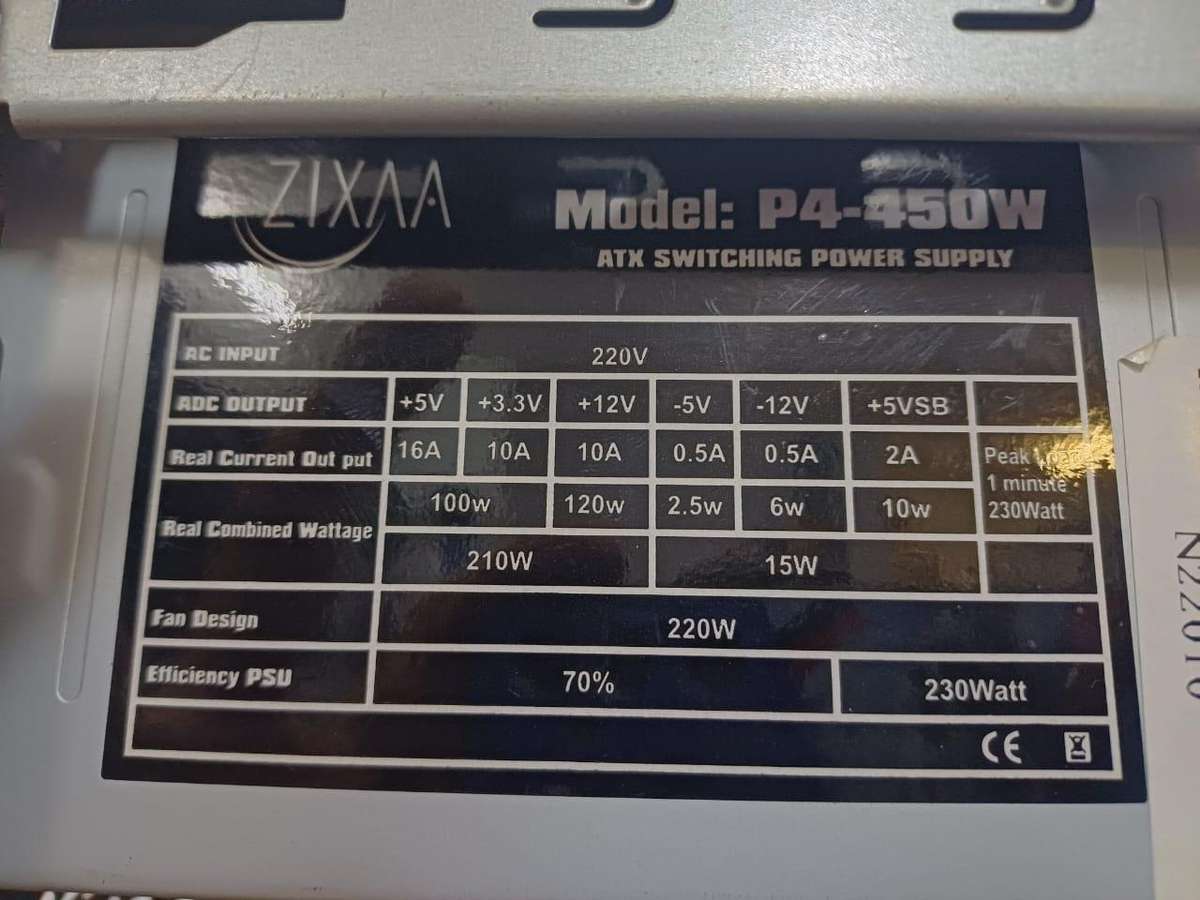 ZIXAA
Model: P4-450W
ATX SWITCHING POWER SUPPLY
AC INPUT 220V
ADC OUTPUT +5V +3.3V +12V -5V -12V +5VSB
Real Current Out put 16A 10A 10A 0.5A 0.5A 2A Peak
1 minute
230Watt
Real Combined Wattage 100w 120w 2.5w 6w 10w
210W 15W
Fan Design 220W
Efficiency PSU 70% 230Watt
CE
N22010